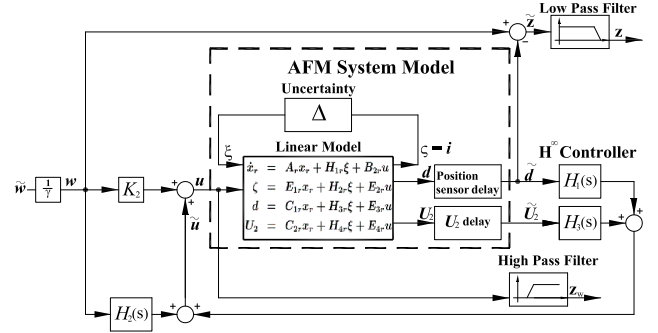 Low Pass Filter
z̃
z
+
−
AFM System Model
Uncertainty
Δ
ξ
ς = i
Linear Model
ẋᵣ = Aᵣxᵣ + H₁ᵣξ + B₂ᵣu
ζ = E₁ᵣxᵣ + H₂ᵣξ + E₂ᵣu
d = C₁ᵣxᵣ + H₃ᵣξ + E₃ᵣu
U₂ = C₂ᵣxᵣ + H₄ᵣξ + E₄ᵣu
d
Position sensor delay
d̃
H^∞ Controller
H₁(s)
w̃
1/γ
w
K₂
+
+
u
ũ
U₂
U₂ delay
Ũ₂
H₃(s)
+
+
High Pass Filter
z_w
H₂(s)
+
+